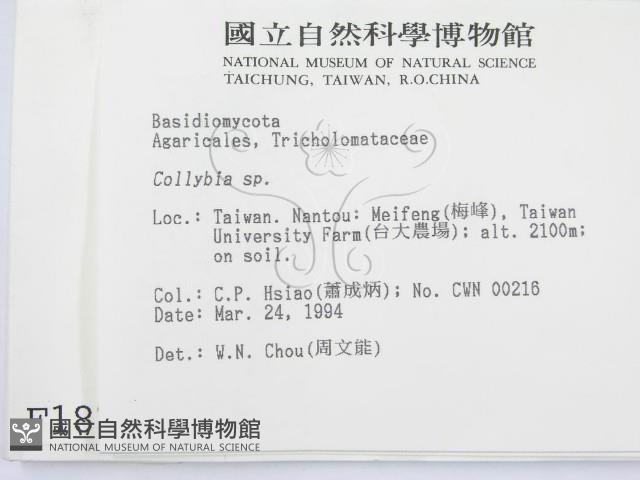 國立自然科學博物館
NATIONAL MUSEUM OF NATURAL SCIENCE
TAICHUNG, TAIWAN, R.O.CHINA
Basidiomycota
Agaricales, Tricholomataceae
Collybia sp.
Loc.: Taiwan. Nantou: Meifeng(梅峰), Taiwan
University Farm(台大農場); alt. 2100m;
on soil.
Col.: C.P. Hsiao(蕭成炳); No. CWN 00216
Date: Mar. 24, 1994
Det.: W.N. Chou(周文能)
F18
國立自然科學博物館
NATIONAL MUSEUM OF NATURAL SCIENCE